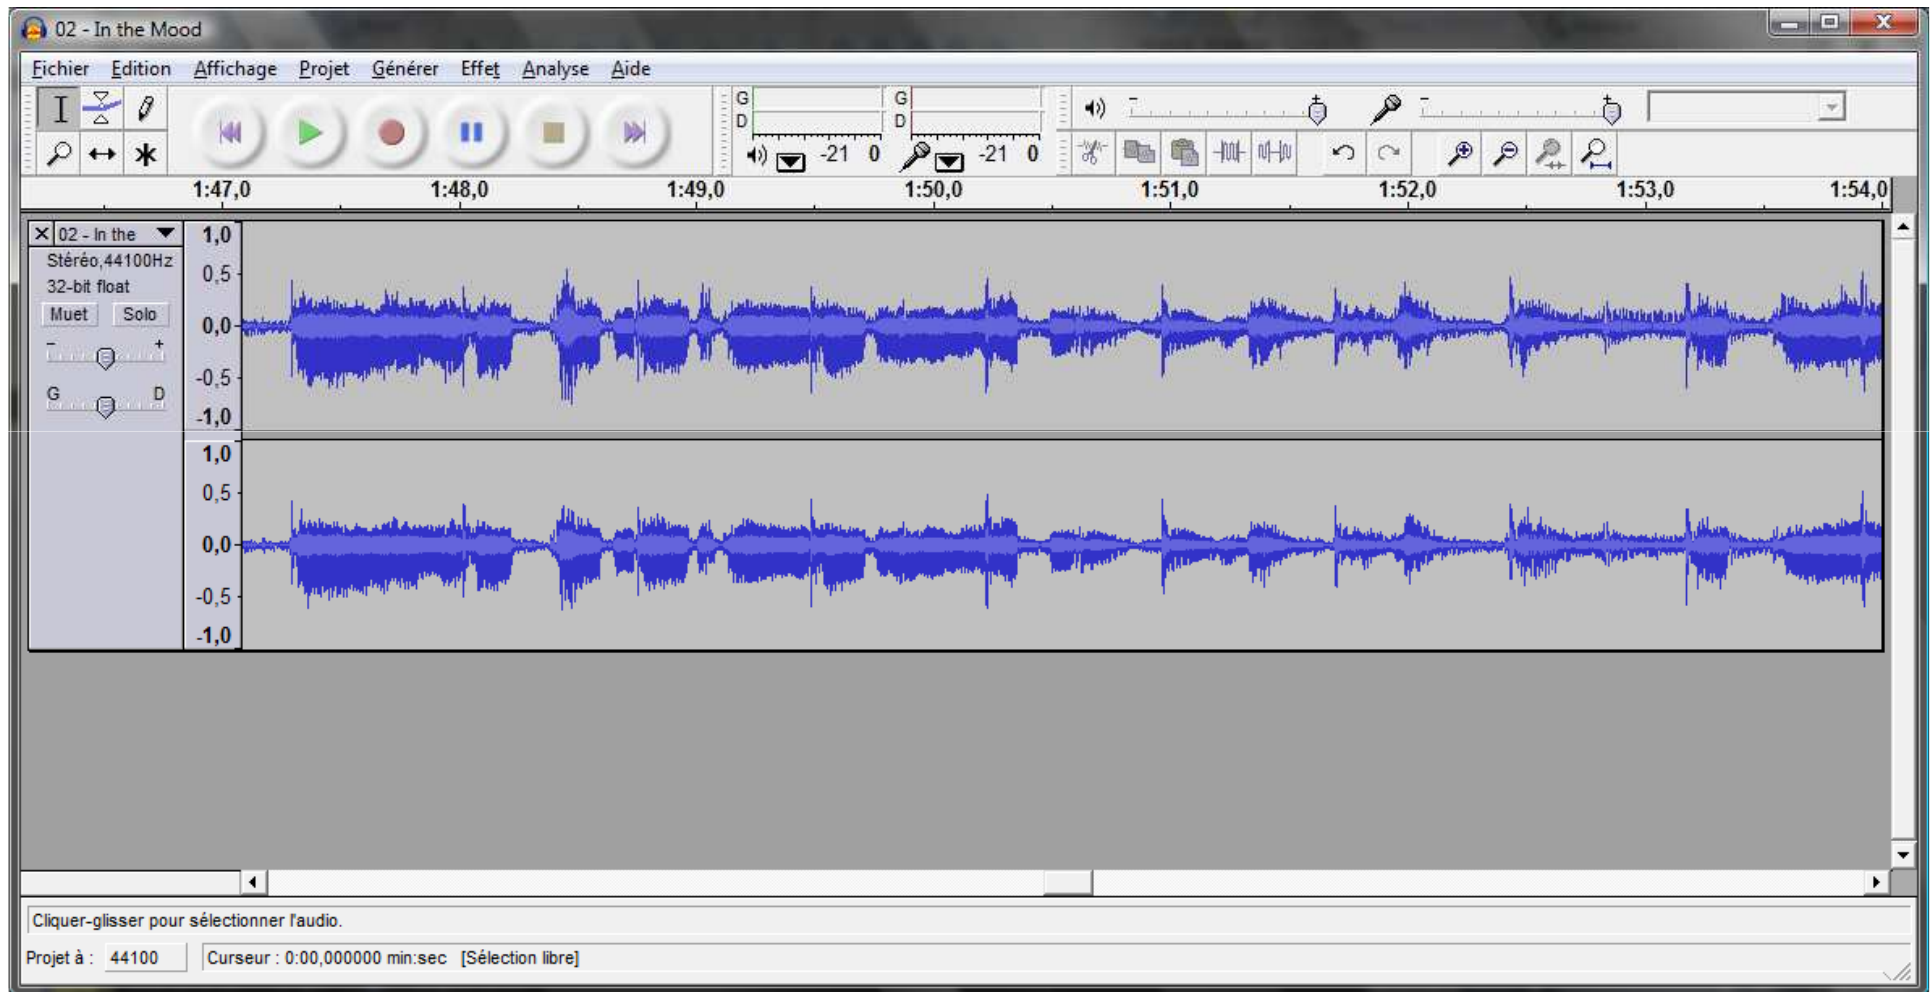 02 - In the Mood
Fichier Edition Affichage Projet Générer Effet Analyse Aide
G G
D D
-21 0 -21 0
1:47,0 1:48,0 1:49,0 1:50,0 1:51,0 1:52,0 1:53,0 1:54,0
02 - In the
Stéréo,44100Hz
32-bit float
Muet Solo
- +
G D
1,0
0,5
0,0
-0,5
-1,0
1,0
0,5
0,0
-0,5
-1,0
Cliquer-glisser pour sélectionner l'audio.
Projet à : 44100 Curseur : 0:00,000000 min:sec [Sélection libre]